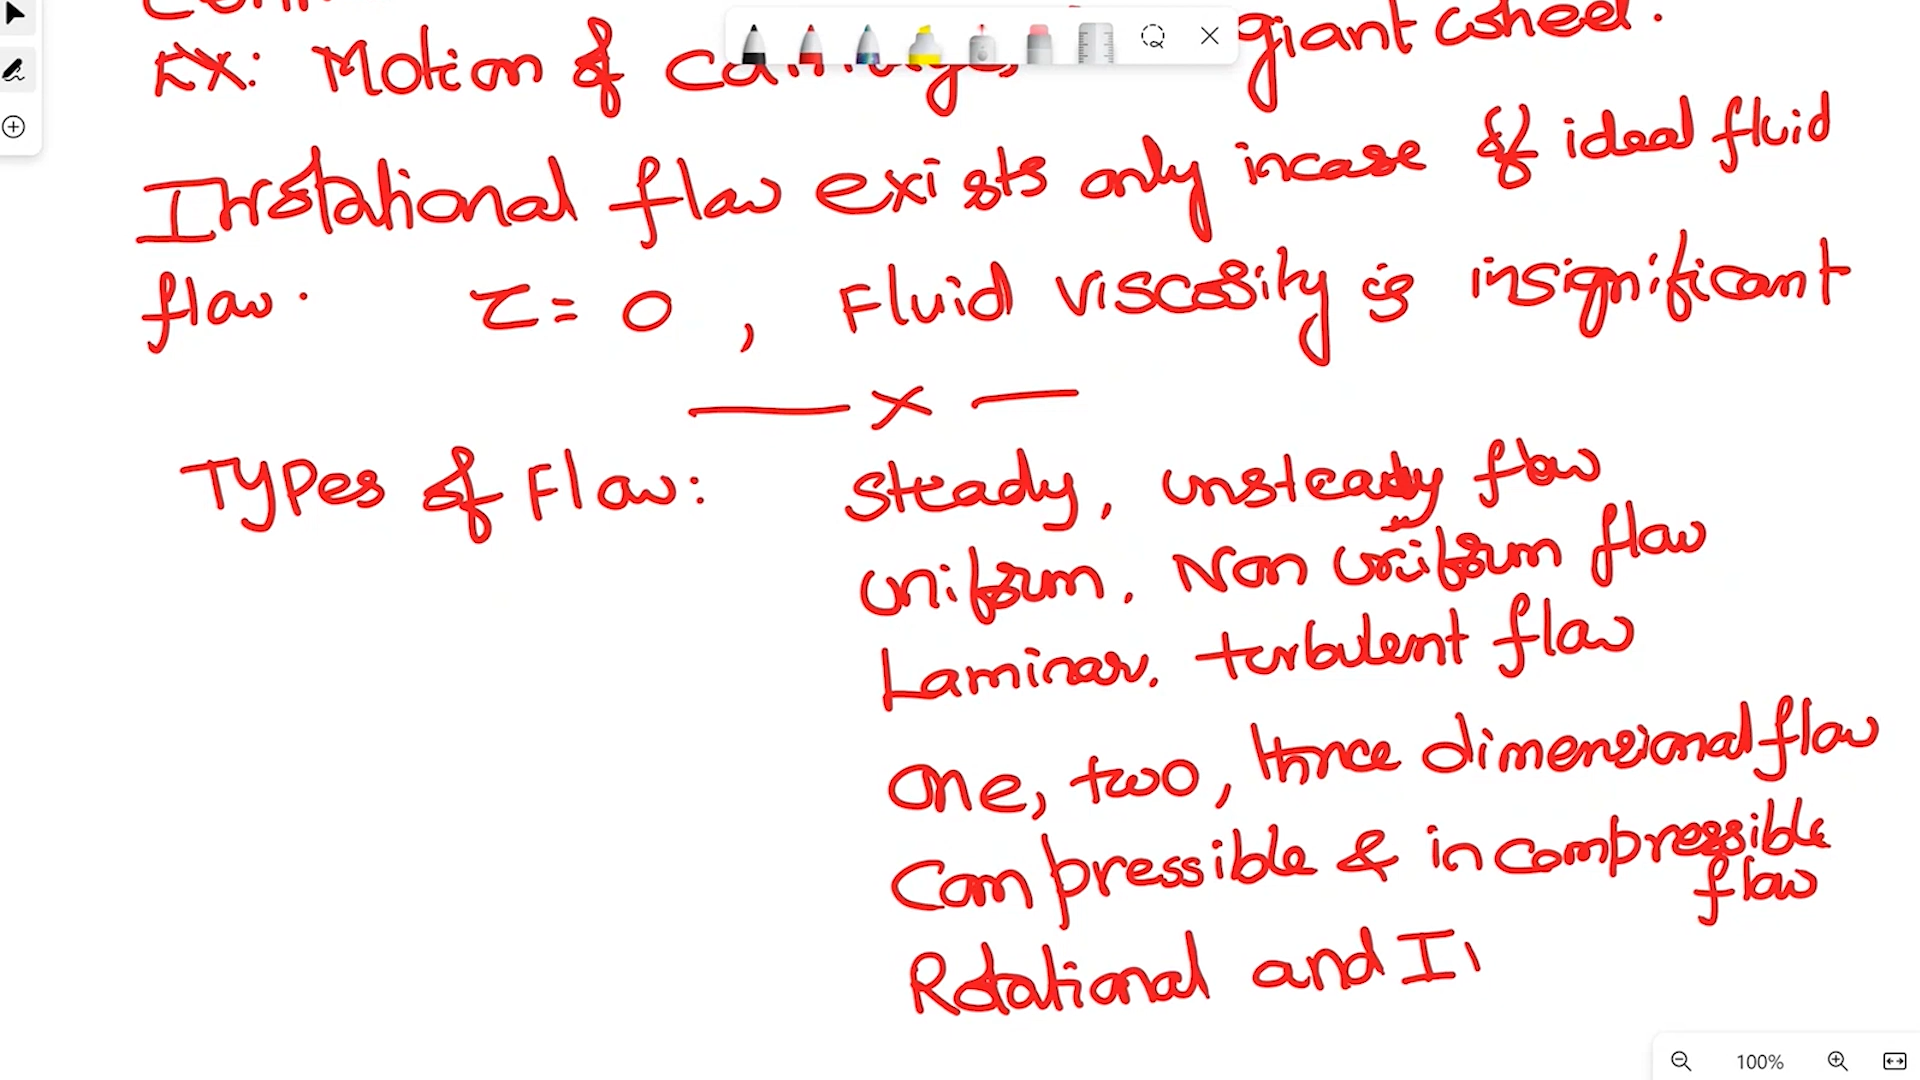 EX: Motion of giant wheel.
Irrotational flow exists only incase of ideal fluid
flow. τ = 0 , Fluid viscosity is insignificant
— x —
Types of Flow: steady, unsteady flow
uniform. Non uniform flow
Laminar. turbulent flow
One, two, three dimensional flow
Compressible & incompressible
flow
Rotational and I
100%